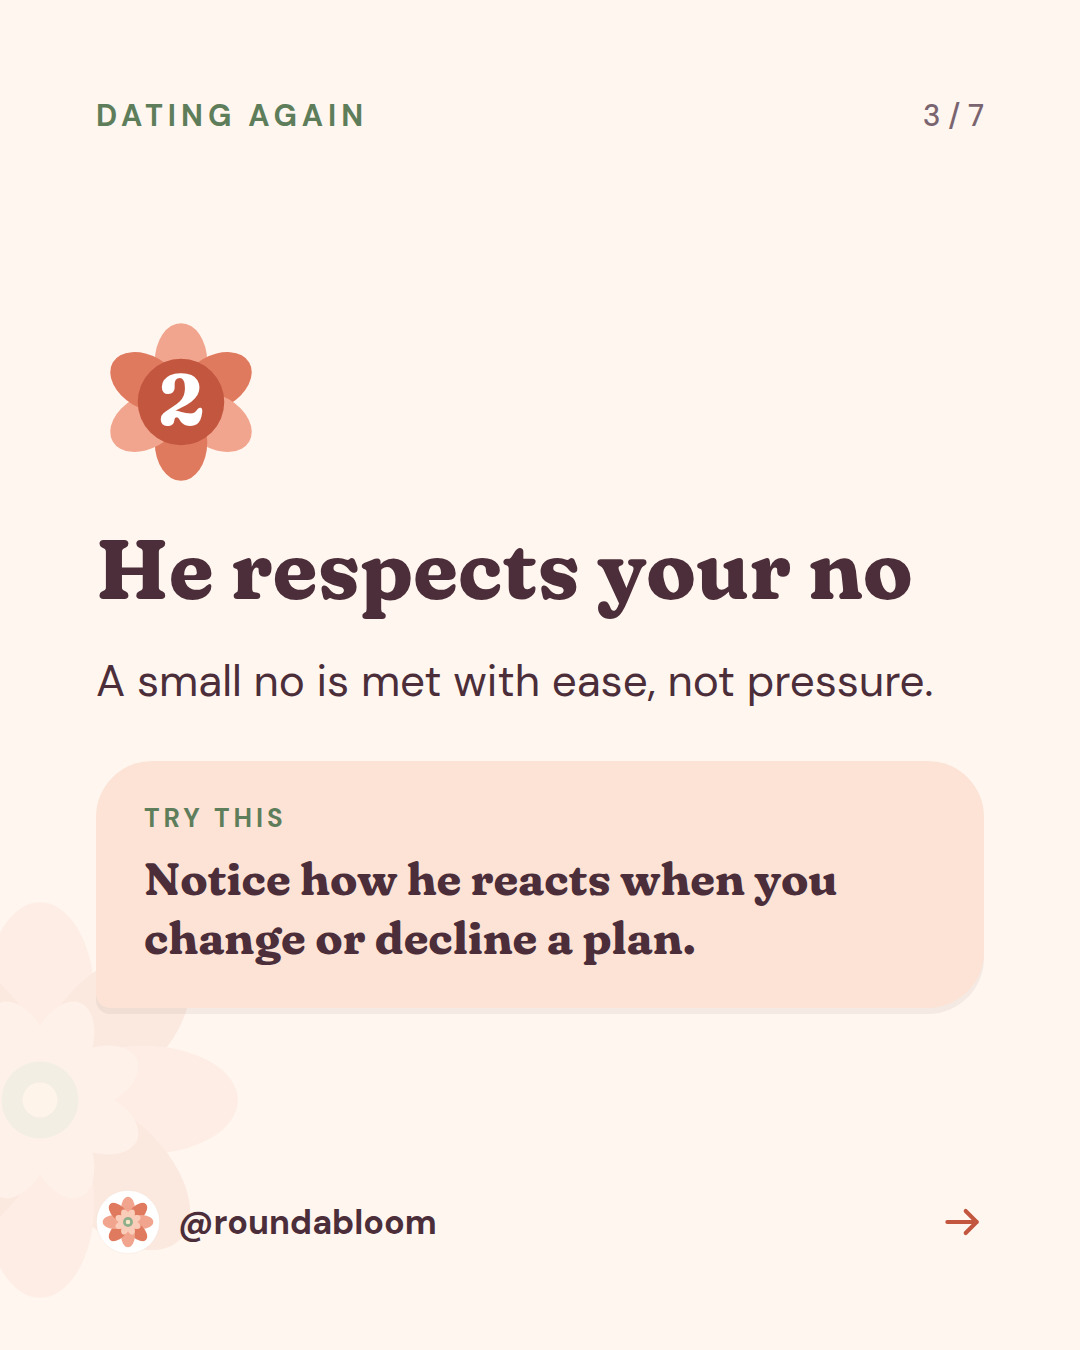 DATING AGAIN
3 / 7
2
He respects your no
A small no is met with ease, not pressure.
TRY THIS
Notice how he reacts when you
change or decline a plan.
@roundabloom